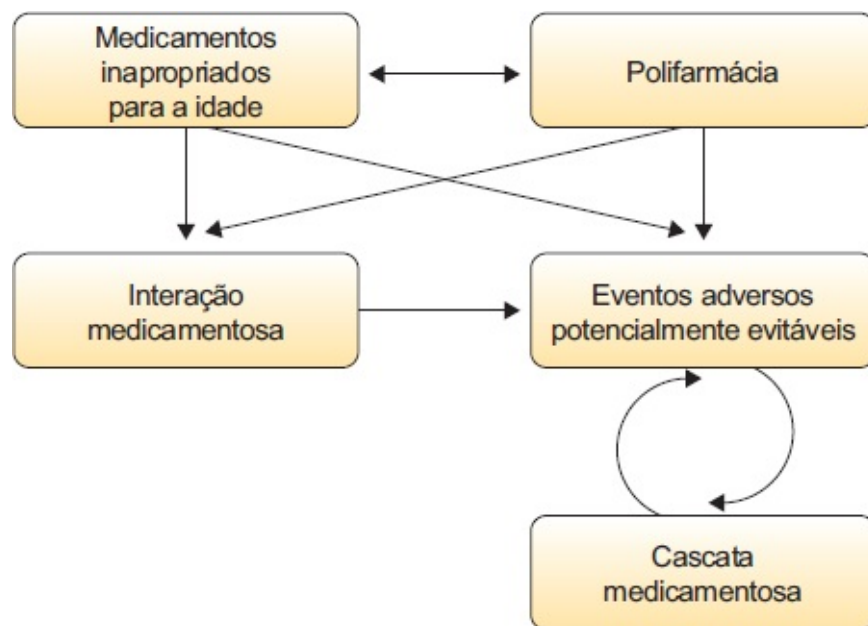 Medicamentos
inapropriados
para a idade
Polifarmácia
Interação
medicamentosa
Eventos adversos
potencialmente evitáveis
Cascata
medicamentosa